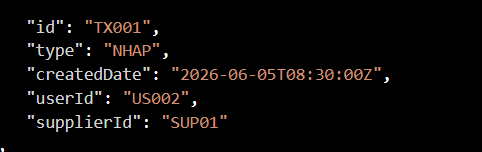 "id": "TX001",
"type": "NHAP",
"createdDate": "2026-06-05T08:30:00Z",
"userId": "US002",
"supplierId": "SUP01"
,